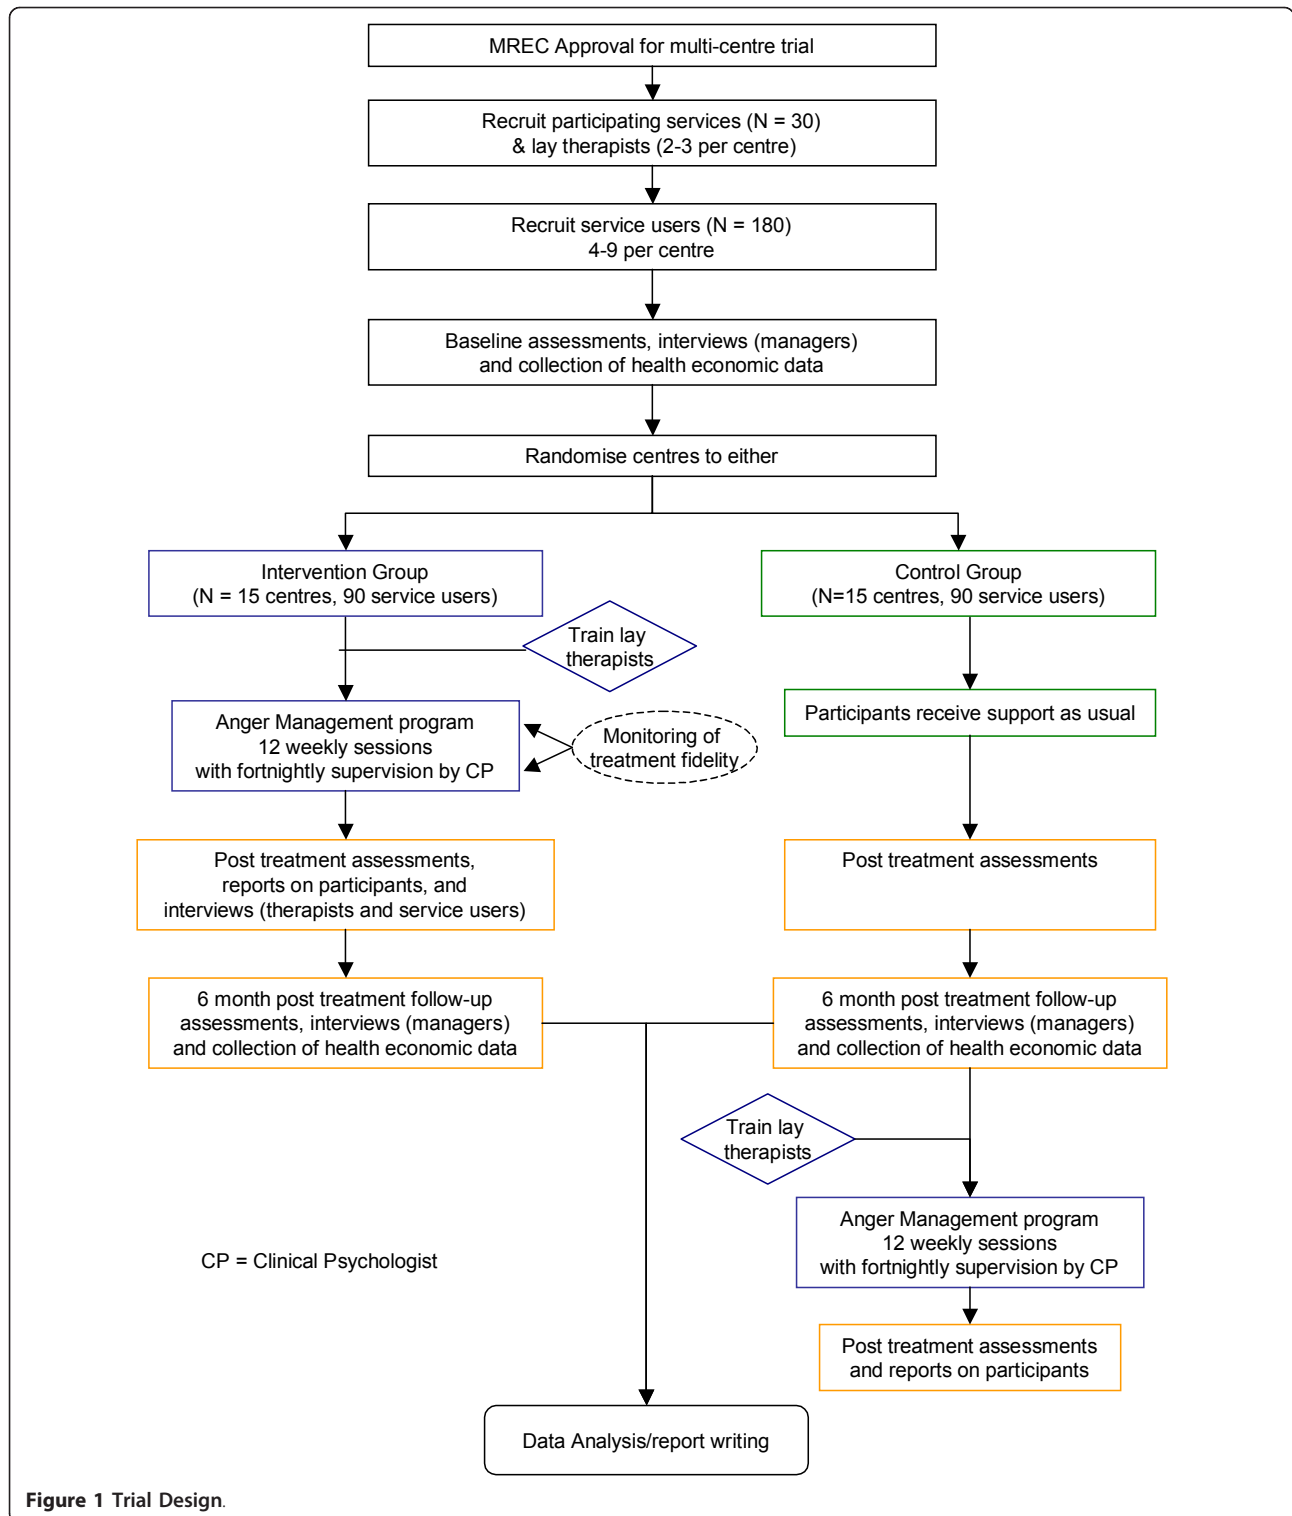 MREC Approval for multi-centre trial
Recruit participating services (N = 30)
& lay therapists (2-3 per centre)
Recruit service users (N = 180)
4-9 per centre
Baseline assessments, interviews (managers)
and collection of health economic data
Randomise centres to either
Intervention Group
(N = 15 centres, 90 service users)
Control Group
(N=15 centres, 90 service users)
Train lay
therapists
Participants receive support as usual
Anger Management program
12 weekly sessions
with fortnightly supervision by CP
Monitoring of
treatment fidelity
Post treatment assessments,
reports on participants, and
interviews (therapists and service users)
Post treatment assessments
6 month post treatment follow-up
assessments, interviews (managers)
and collection of health economic data
6 month post treatment follow-up
assessments, interviews (managers)
and collection of health economic data
Train lay
therapists
Anger Management program
12 weekly sessions
with fortnightly supervision by CP
CP = Clinical Psychologist
Post treatment assessments
and reports on participants
Data Analysis/report writing
Figure 1 Trial Design.